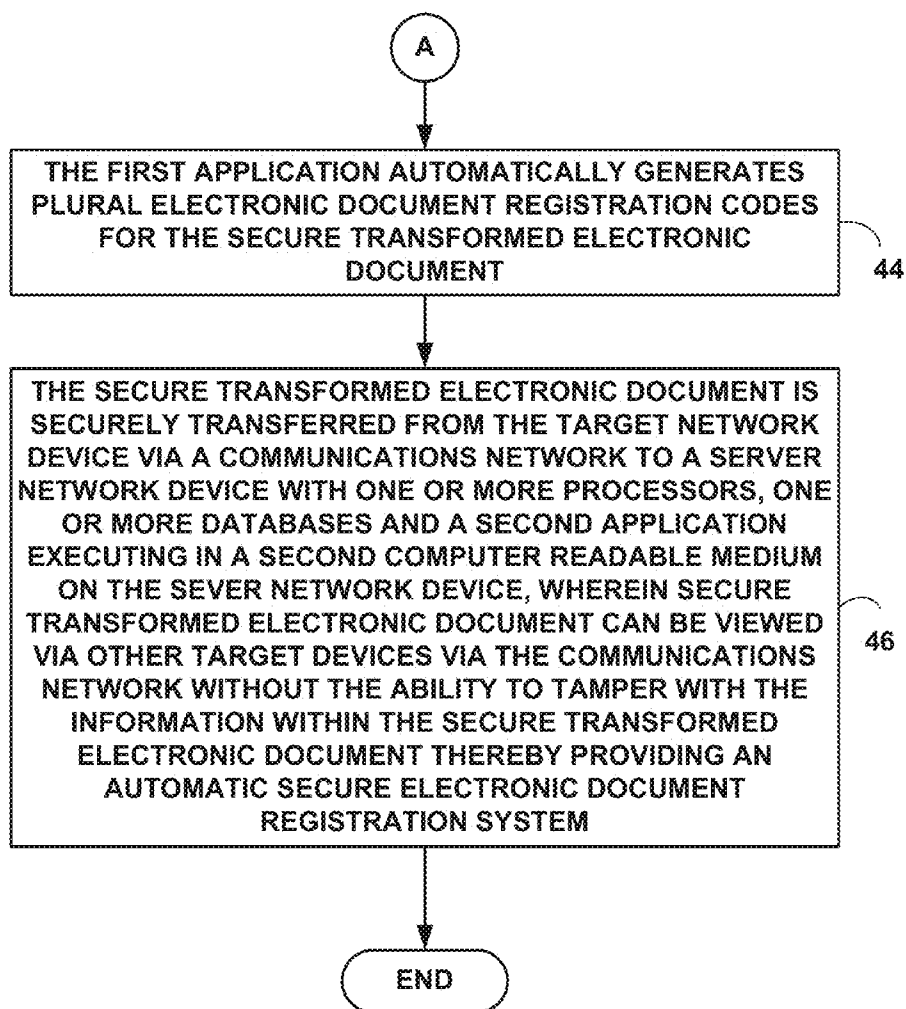 A
THE FIRST APPLICATION AUTOMATICALLY GENERATES
PLURAL ELECTRONIC DOCUMENT REGISTRATION CODES
FOR THE SECURE TRANSFORMED ELECTRONIC
DOCUMENT
44
THE SECURE TRANSFORMED ELECTRONIC DOCUMENT IS
SECURELY TRANSFERRED FROM THE TARGET NETWORK
DEVICE VIA A COMMUNICATIONS NETWORK TO A SERVER
NETWORK DEVICE WITH ONE OR MORE PROCESSORS, ONE
OR MORE DATABASES AND A SECOND APPLICATION
EXECUTING IN A SECOND COMPUTER READABLE MEDIUM
ON THE SEVER NETWORK DEVICE, WHEREIN SECURE
TRANSFORMED ELECTRONIC DOCUMENT CAN BE VIEWED
VIA OTHER TARGET DEVICES VIA THE COMMUNICATIONS
NETWORK WITHOUT THE ABILITY TO TAMPER WITH THE
INFORMATION WITHIN THE SECURE TRANSFORMED
ELECTRONIC DOCUMENT THEREBY PROVIDING AN
AUTOMATIC SECURE ELECTRONIC DOCUMENT
REGISTRATION SYSTEM
46
END